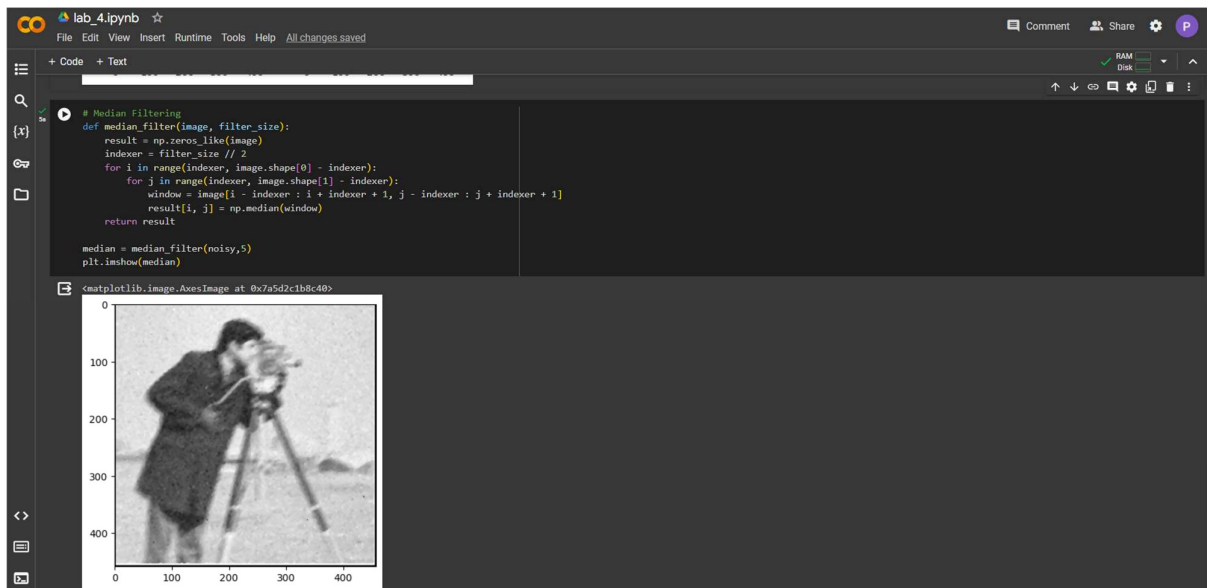 lab_4.ipynb
File Edit View Insert Runtime Tools Help All changes saved
Comment Share P
+ Code + Text
RAM
Disk
{x}
5s
# Median Filtering
def median_filter(image, filter_size):
    result = np.zeros_like(image)
    indexer = filter_size // 2
    for i in range(indexer, image.shape[0] - indexer):
        for j in range(indexer, image.shape[1] - indexer):
            window = image[i - indexer : i + indexer + 1, j - indexer : j + indexer + 1]
            result[i, j] = np.median(window)
    return result
median = median_filter(noisy,5)
plt.imshow(median)
<matplotlib.image.AxesImage at 0x7a5d2c1b8c40>
0
100
200
300
400
0 100 200 300 400